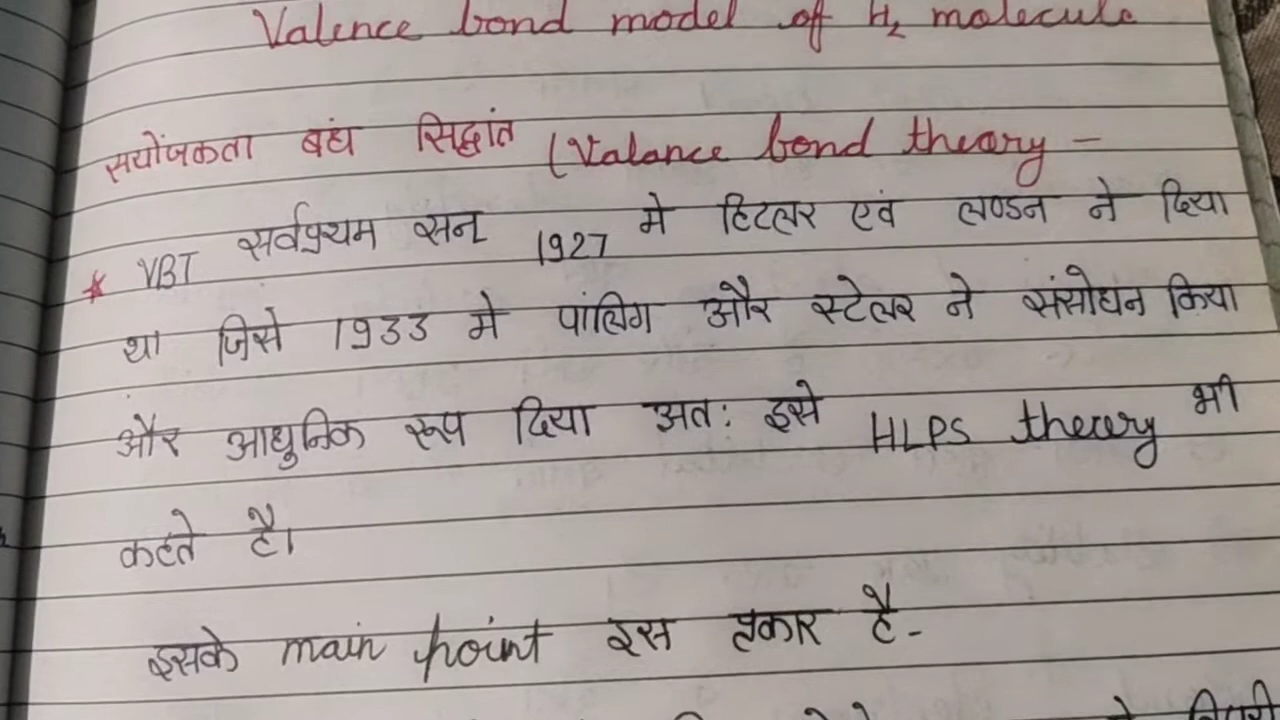 Valence bond model of H₂ molecule
सयोंजकता बंध सिद्धांत (Valance bond theory -
* VBT सर्वप्रथम सन् 1927 मे हिटलर एवं लण्डन ने दिया
था जिसे 1933 मे पांलिग और स्टेलर ने संसोधन किया
और आधुनिक रूप दिया अत: इसे HLPS theory भी
कहते है।
इसके main point इस प्रकार है-